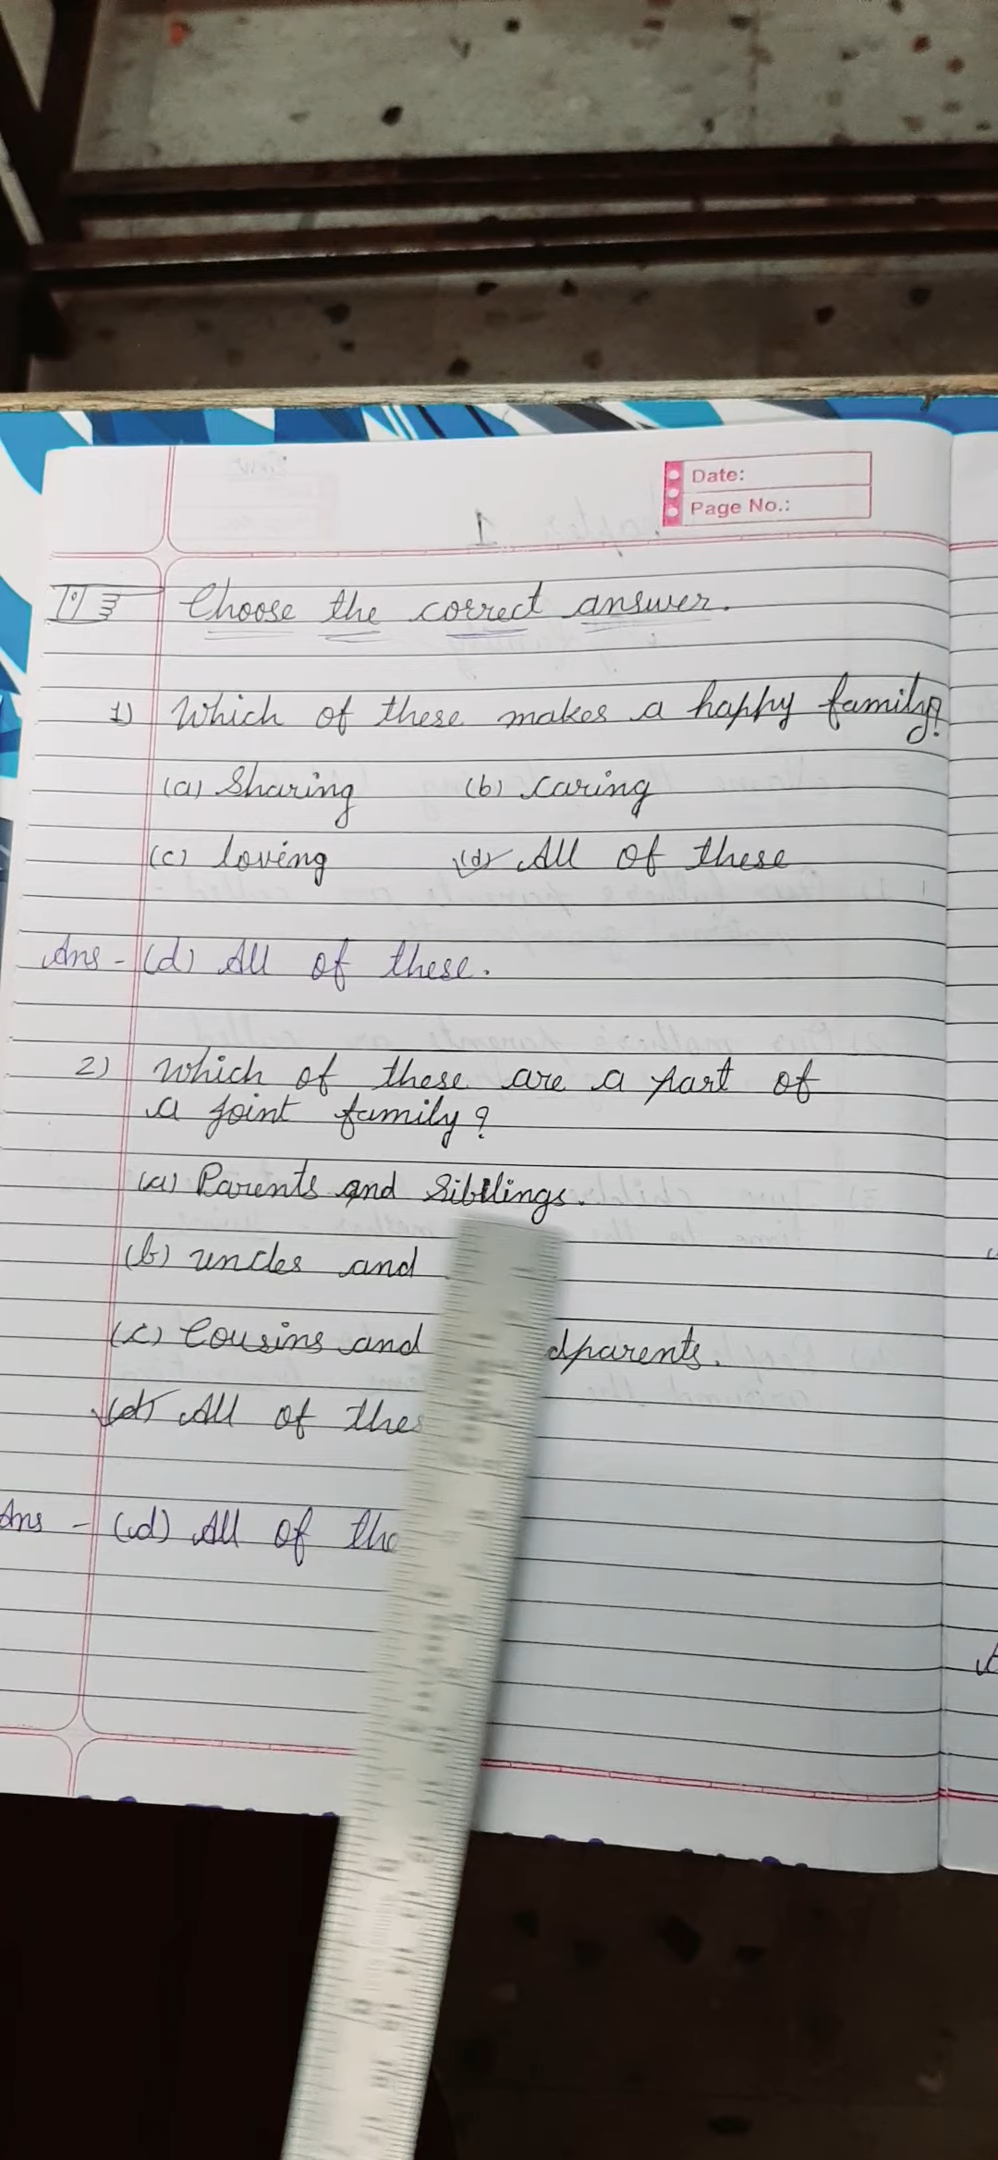 Date:
Page No.:
1
Choose the correct answer.
1) Which of these makes a happy family?
(a) Sharing (b) caring
(c) loving (d) All of these
Ans - (d) All of these.
2) Which of these are a part of
a joint family?
(a) Parents and Siblings.
(b) uncles and
(c) Cousins and dparents.
(d) All of thes
Ans - (d) All of the